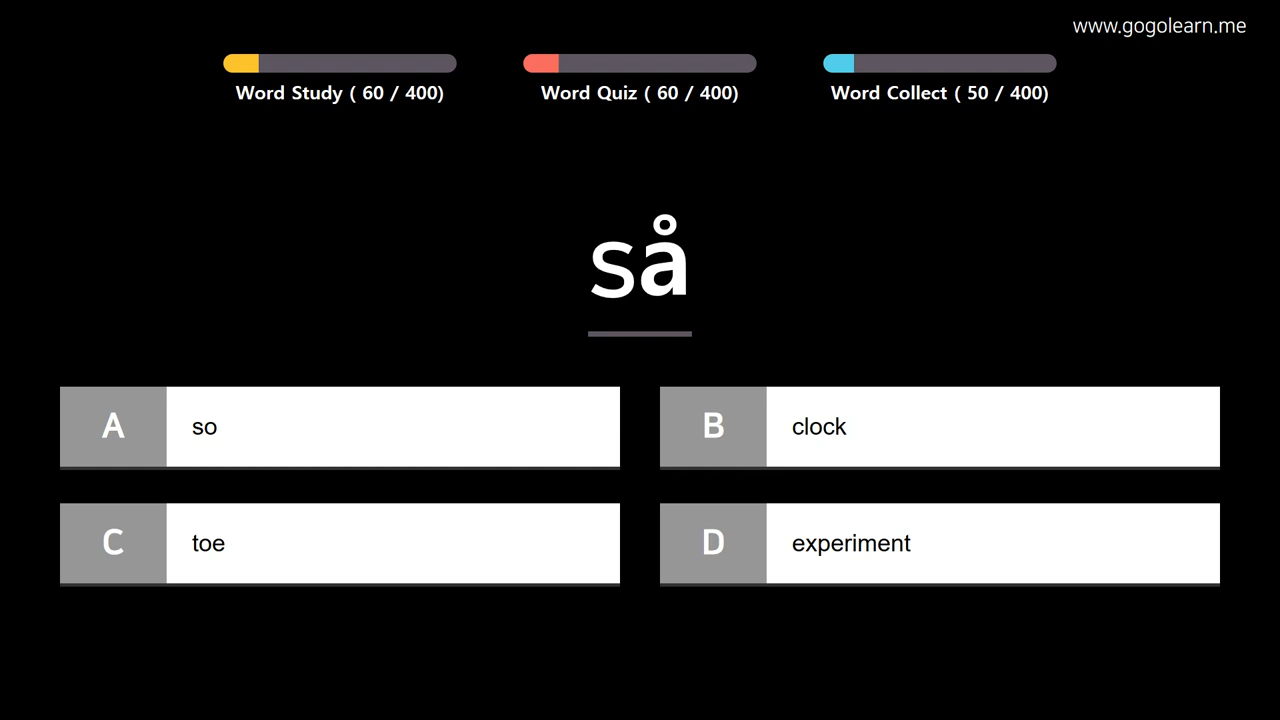 www.gogolearn.me
Word Study ( 60 / 400)
Word Quiz ( 60 / 400)
Word Collect ( 50 / 400)
så
A so
B clock
C toe
D experiment